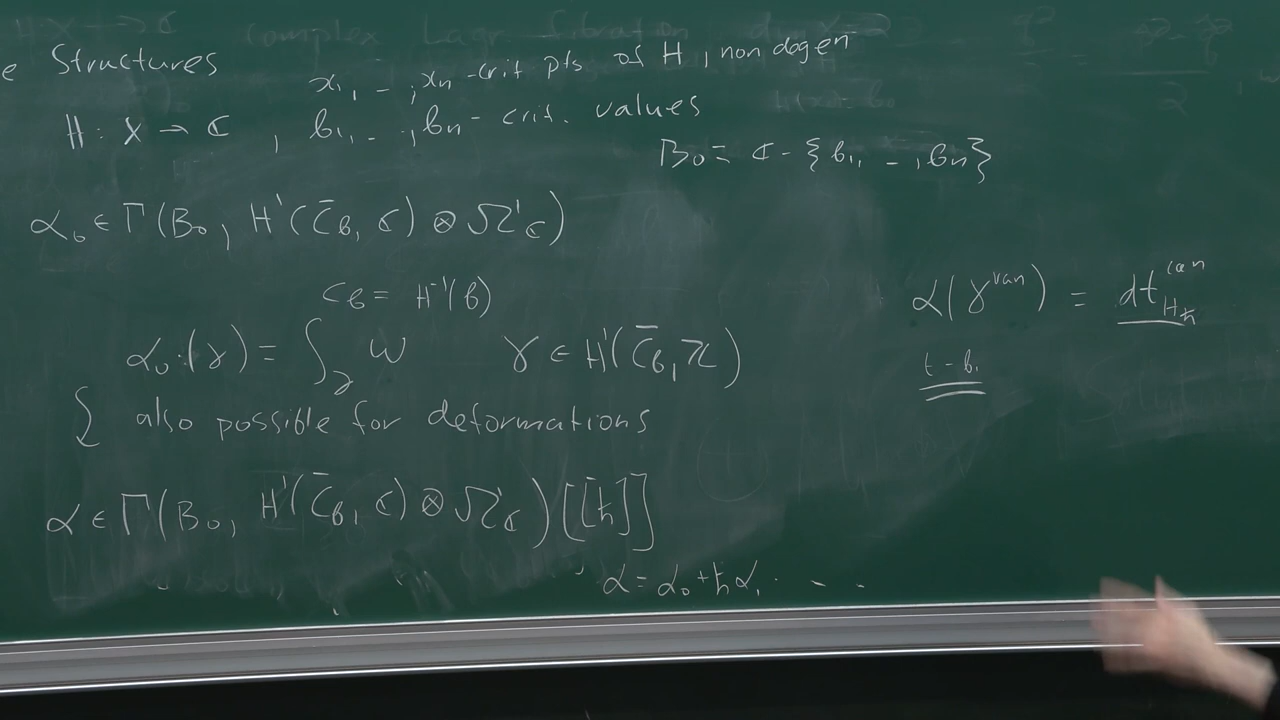 e Structures
x₁, _ , xₙ - crit pts of H, non degen
H : X → ℂ , b₁, _ , bₙ - crit. values
B₀ = ℂ - {b₁, _ , bₙ}
α₀ ∈ Γ(B₀, H¹(C̄_b, ℂ) ⊗ Ω¹_ℂ)
C_b = H⁻¹(b)
α(γ^van) = dt^can_{H_ħ}
α₀ : (γ) = ∫_γ ω γ ∈ H¹(C̄_b, ℤ)
t - b₁
also possible for deformations
α ∈ Γ(B₀, H¹(C̄_b, ℂ) ⊗ Ω¹_ℂ)[[ħ]]
α = α₀ + ħα₁ . . .